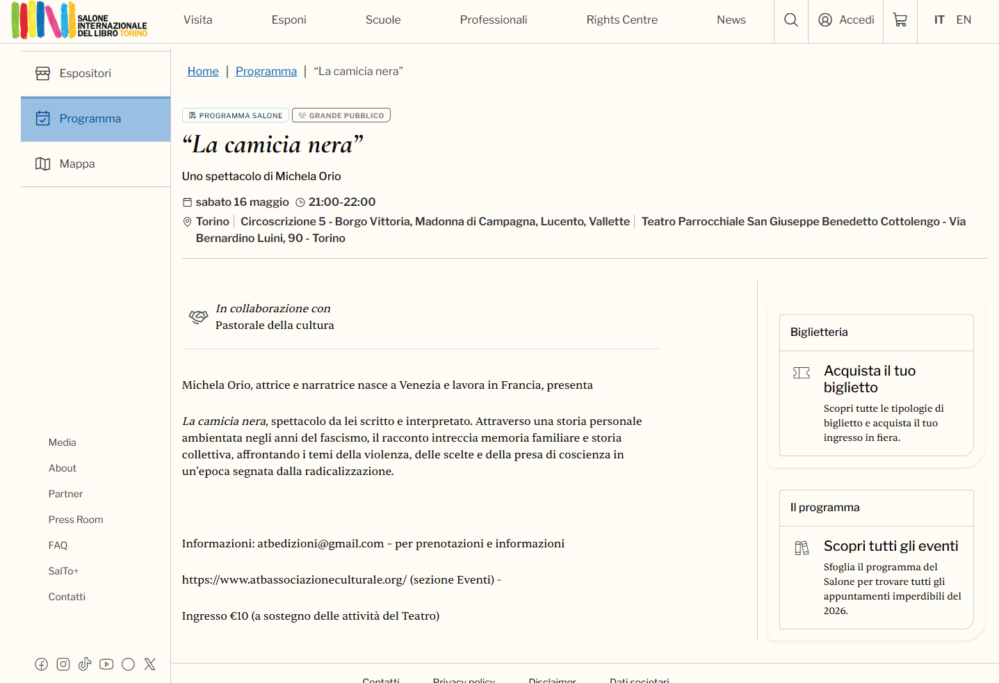 SALONE
INTERNAZIONALE
DEL LIBRO TORINO
Visita
Esponi
Scuole
Professionali
Rights Centre
News
Accedi
IT
EN
Espositori
Programma
Mappa
Media
About
Partner
Press Room
FAQ
SalTo+
Contatti
Home | Programma | “La camicia nera”
PROGRAMMA SALONE
GRANDE PUBBLICO
“La camicia nera”
Uno spettacolo di Michela Orio
sabato 16 maggio 21:00-22:00
Torino | Circoscrizione 5 - Borgo Vittoria, Madonna di Campagna, Lucento, Vallette | Teatro Parrocchiale San Giuseppe Benedetto Cottolengo - Via
Bernardino Luini, 90 - Torino
In collaborazione con
Pastorale della cultura
Michela Orio, attrice e narratrice nasce a Venezia e lavora in Francia, presenta
La camicia nera, spettacolo da lei scritto e interpretato. Attraverso una storia personale
ambientata negli anni del fascismo, il racconto intreccia memoria familiare e storia
collettiva, affrontando i temi della violenza, delle scelte e della presa di coscienza in
un’epoca segnata dalla radicalizzazione.
Informazioni: atbedizioni@gmail.com – per prenotazioni e informazioni
https://www.atbassociazioneculturale.org/ (sezione Eventi) -
Ingresso €10 (a sostegno delle attività del Teatro)
Biglietteria
Acquista il tuo
biglietto
Scopri tutte le tipologie di
biglietto e acquista il tuo
ingresso in fiera.
Il programma
Scopri tutti gli eventi
Sfoglia il programma del
Salone per trovare tutti gli
appuntamenti imperdibili del
2026.
Contatti
Privacy policy
Disclaimer
Dati societari